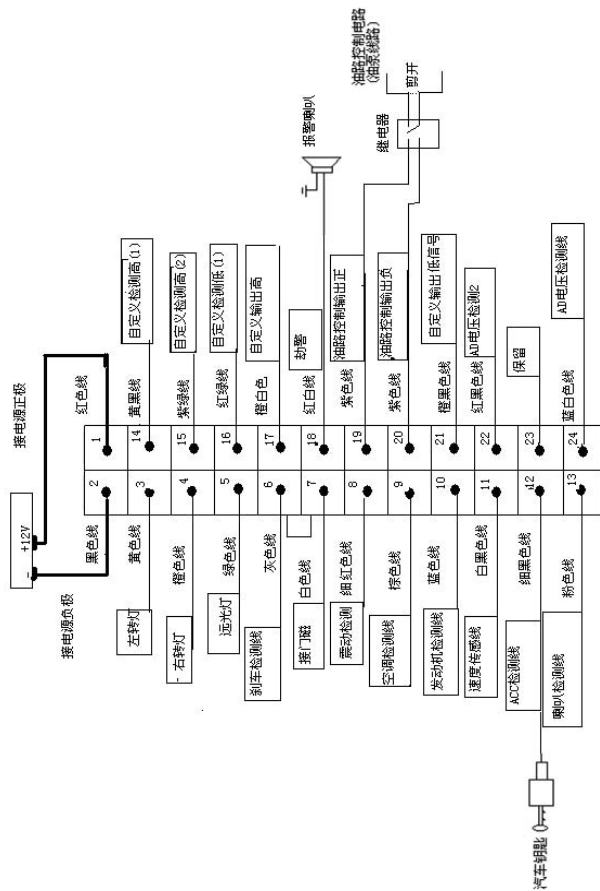 接电源正极
+12V
-
接电源负极
红色线
黄黑线
紫绿线
红绿线
橙白色
红白线
紫色线
紫色线
橙黑色线
红黑色线
蓝白色线
自定义检测高(1)
自定义检测高(2)
自定义检测低(1)
自定义输出高
劫警
油路控制输出正
油路控制输出负
自定义输出低信号
AD电压检测2
保留
AD电压检测线
报警喇叭
继电器
剪开
油路控制电路
(油泵线路)
1
14
15
16
17
18
19
20
21
22
23
24
2
3
4
5
6
7
8
9
10
11
12
13
黑色线
黄色线
橙色线
绿色线
灰色线
白色线
细红色线
棕色线
蓝色线
白黑色线
细黑色线
粉色线
左转灯
-右转灯
远光灯
刹车检测线
接门磁
震动检测
空调检测线
发动机检测线
速度传感线
ACC检测线
喇叭检测线
汽车钥匙